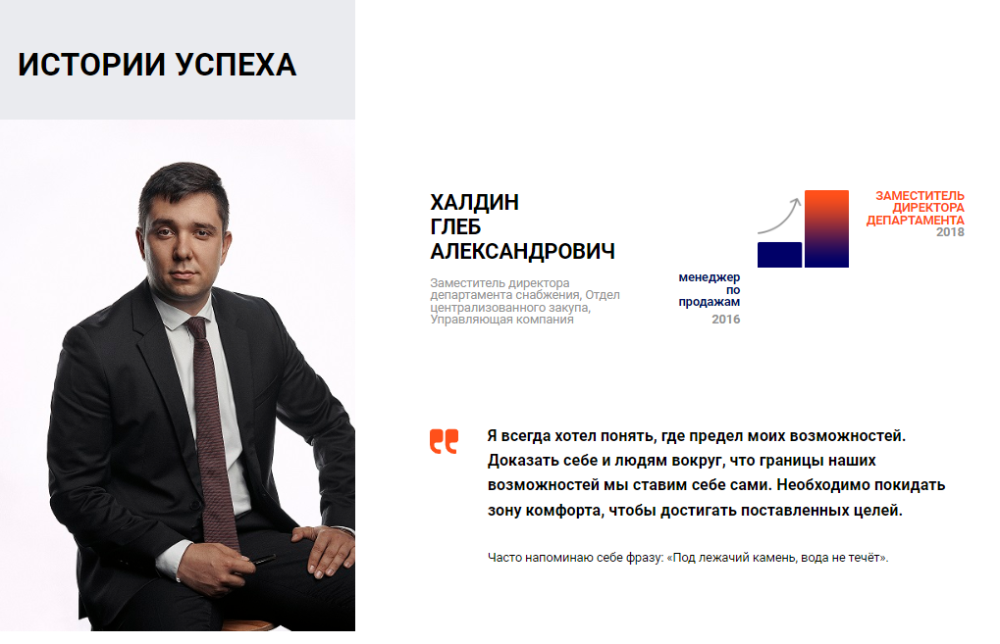 ИСТОРИИ УСПЕХА
ХАЛДИН
ГЛЕБ
АЛЕКСАНДРОВИЧ
Заместитель директора
департамента снабжения, Отдел
централизованного закупа,
Управляющая компания
менеджер
по
продажам
2016
ЗАМЕСТИТЕЛЬ
ДИРЕКТОРА
ДЕПАРТАМЕНТА
2018
Я всегда хотел понять, где предел моих возможностей.
Доказать себе и людям вокруг, что границы наших
возможностей мы ставим себе сами. Необходимо покидать
зону комфорта, чтобы достигать поставленных целей.
Часто напоминаю себе фразу: «Под лежачий камень, вода не течёт».